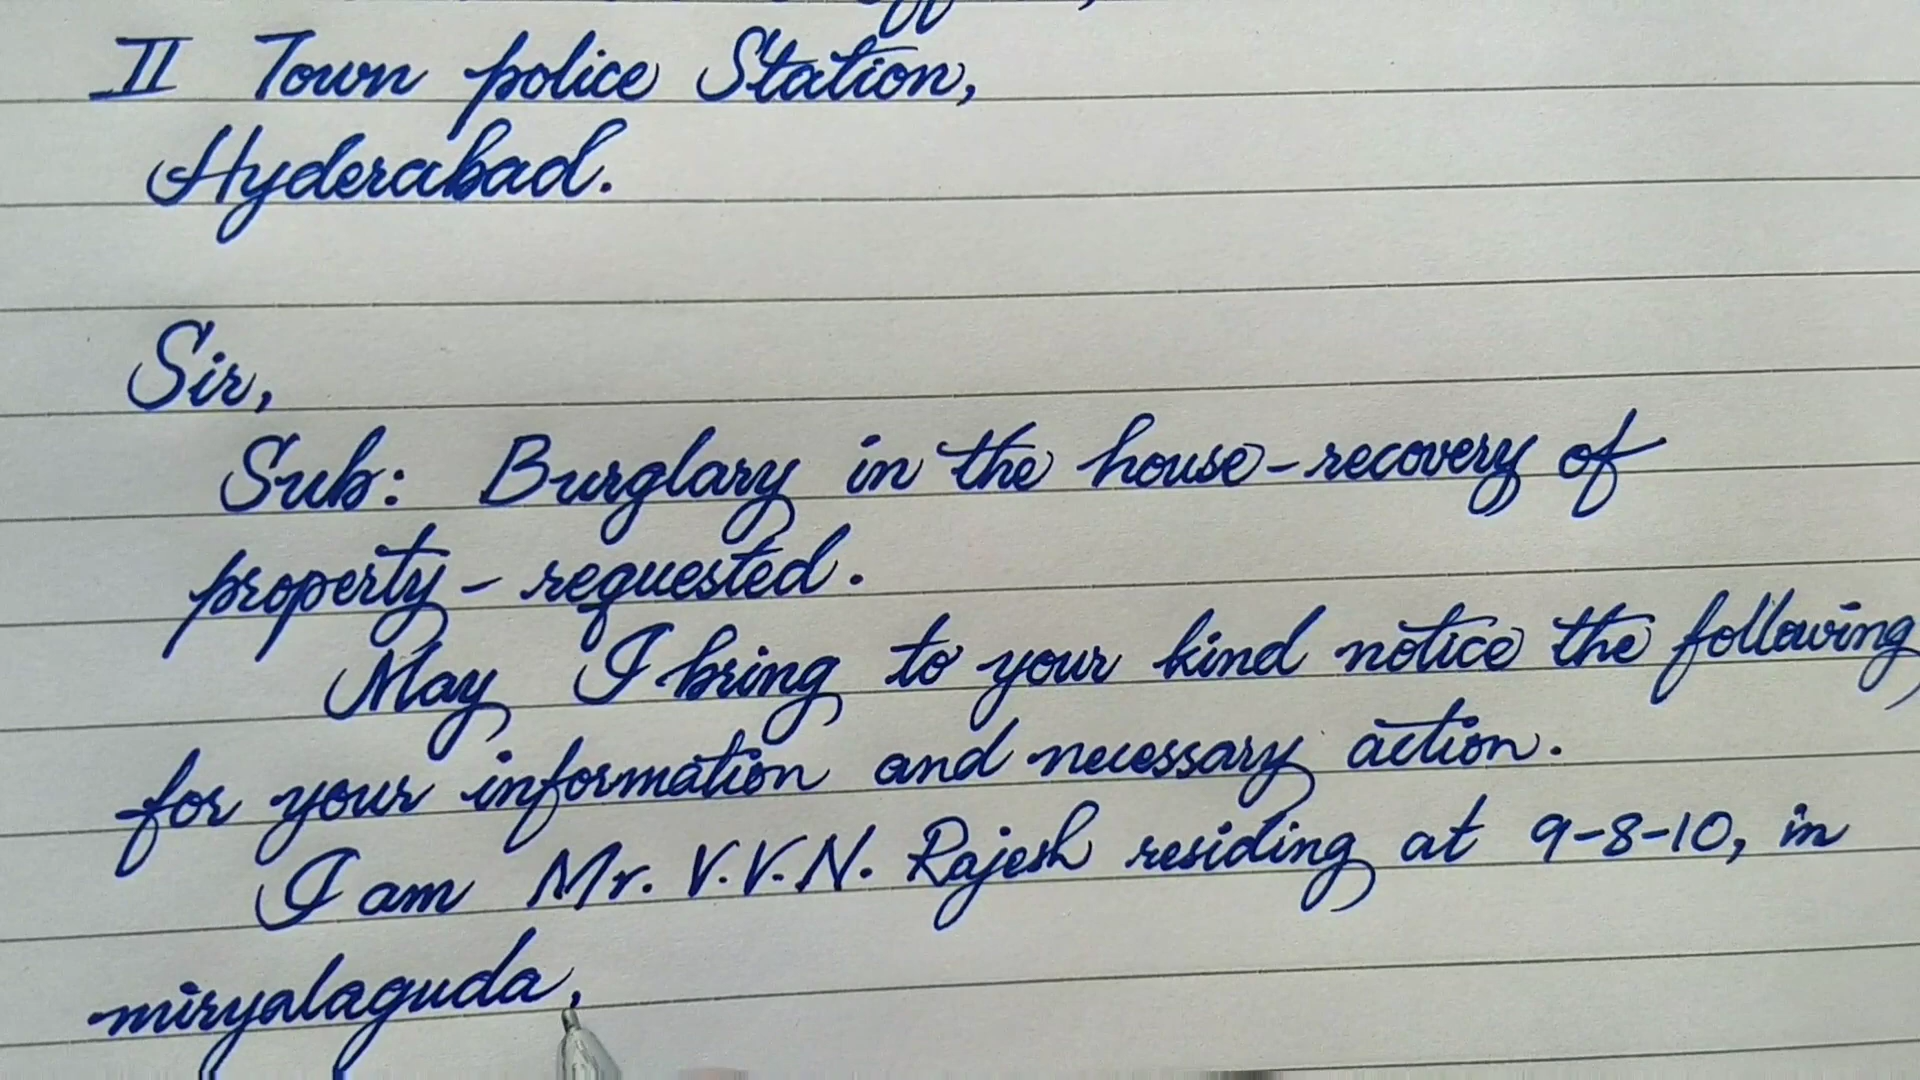 II Town police Station,
Hyderabad.
Sir,
Sub: Burglary in the house-recovery of
property - requested.
May I bring to your kind notice the following,
for your information and necessary action.
I am Mr. V.V.N. Rajesh residing at 9-8-10, in
miryalaguda,